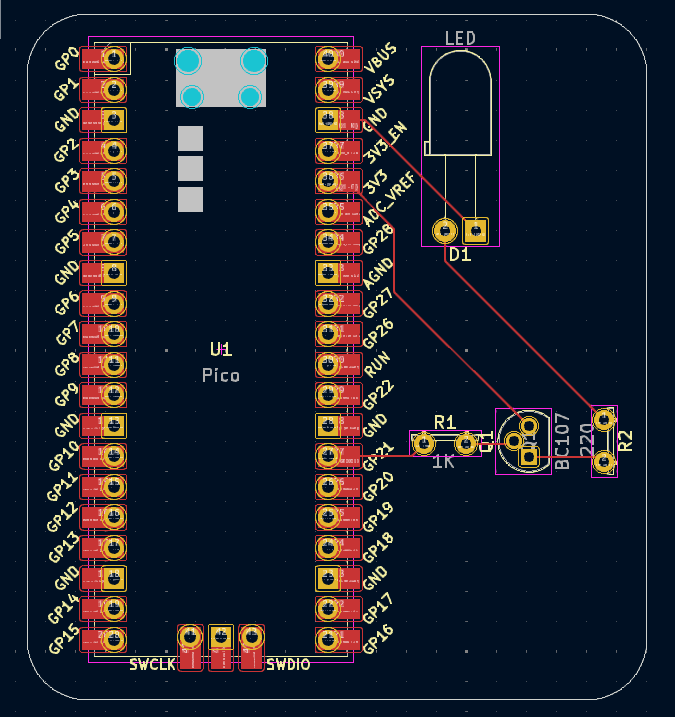 LED
GP0
GP1
GND
GP2
GP3
GP4
GP5
GND
GP6
GP7
GP8
GP9
GND
GP10
GP11
GP12
GP13
GND
GP14
GP15
VBUS
VSYS
GND
3V3_EN
3V3
ADC_VREF
GP28
AGND
GP27
GP26
RUN
GP22
GND
GP21
GP20
GP19
GP18
GND
GP17
GP16
D1
U1
Pico
R1
1K
Q1
BC107
220
R2
SWCLK
SWDIO